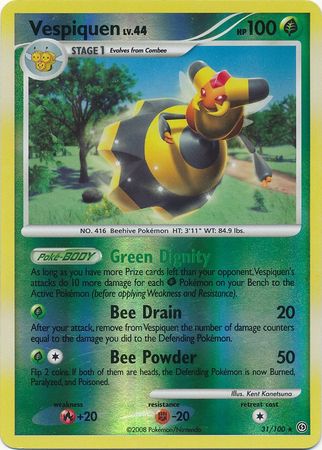 Vespiquen LV.44 HP 100
STAGE 1 Evolves from Combee
NO. 416 Beehive Pokémon HT: 3'11" WT: 84.9 lbs.
Poké-BODY Green Dignity
As long as you have more Prize cards left than your opponent, Vespiquen's
attacks do 10 more damage for each Pokémon on your Bench to the
Active Pokémon (before applying Weakness and Resistance).
Bee Drain 20
After your attack, remove from Vespiquen the number of damage counters
equal to the damage you did to the Defending Pokémon.
Bee Powder 50
Flip 2 coins. If both of them are heads, the Defending Pokémon is now Burned,
Paralyzed, and Poisoned.
Illus. Kent Kanetsuna
weakness resistance retreat cost
+20 -20
©2008 Pokémon/Nintendo 31/100 ★